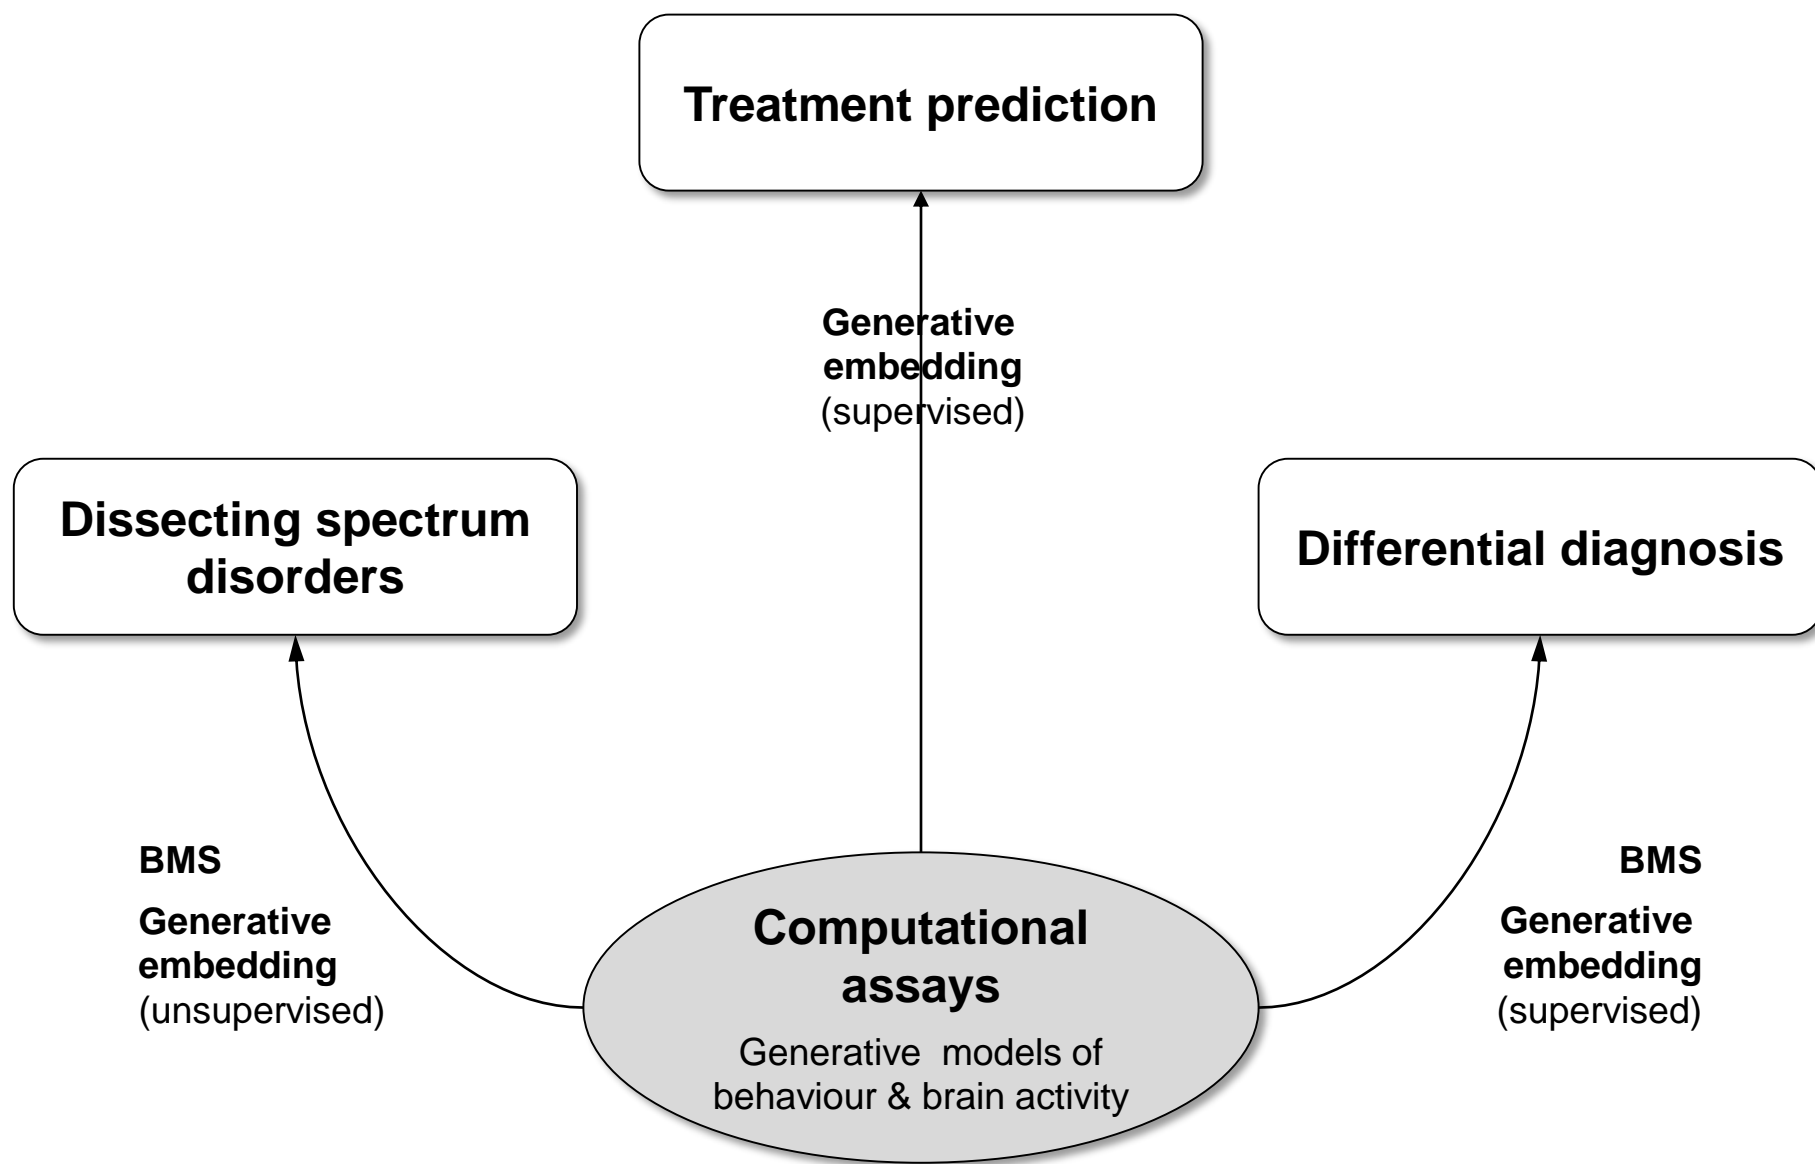 Treatment prediction
Generative
embedding
(supervised)
Dissecting spectrum
disorders
Differential diagnosis
BMS
Generative
embedding
(unsupervised)
BMS
Generative
embedding
(supervised)
Computational
assays
Generative models of
behaviour & brain activity